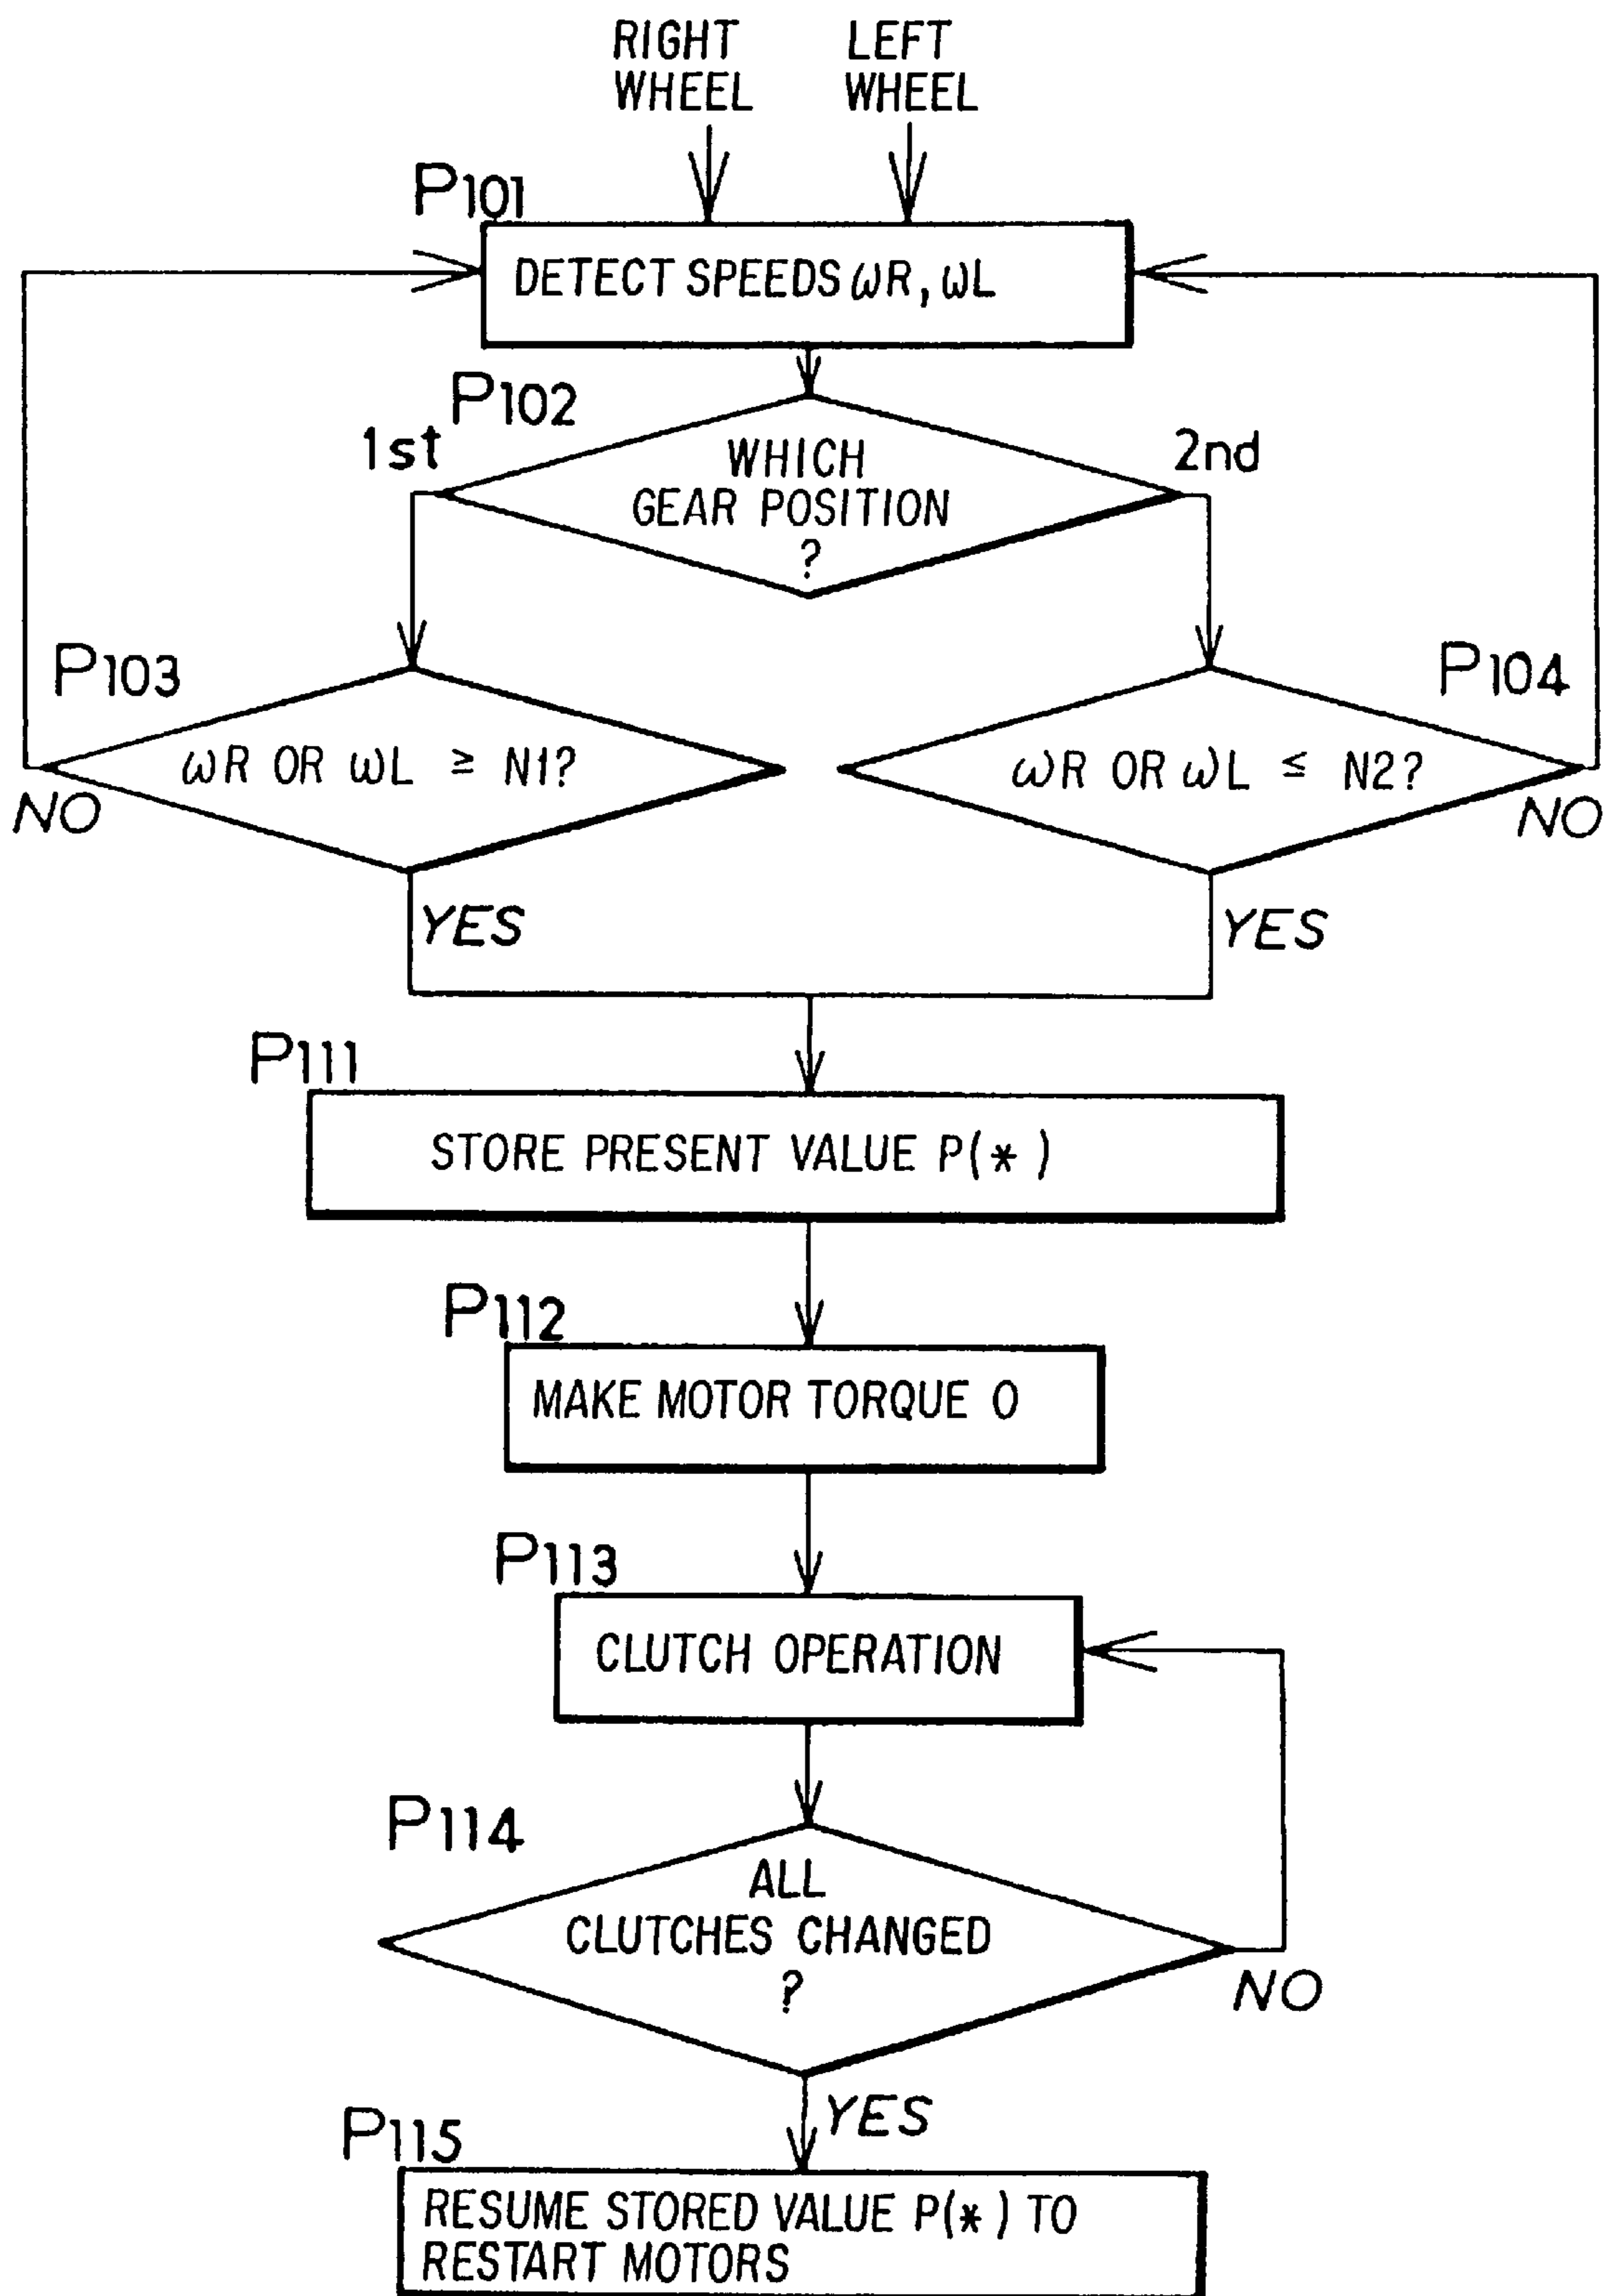 RIGHT
WHEEL
LEFT
WHEEL
P101
DETECT SPEEDS ωR, ωL
P102
1st
2nd
WHICH
GEAR POSITION
?
P103
P104
ωR OR ωL ≥ N1?
ωR OR ωL ≤ N2?
NO
NO
YES
YES
P111
STORE PRESENT VALUE P(*)
P112
MAKE MOTOR TORQUE 0
P113
CLUTCH OPERATION
P114
ALL
CLUTCHES CHANGED
?
NO
YES
P115
RESUME STORED VALUE P(*) TO
RESTART MOTORS